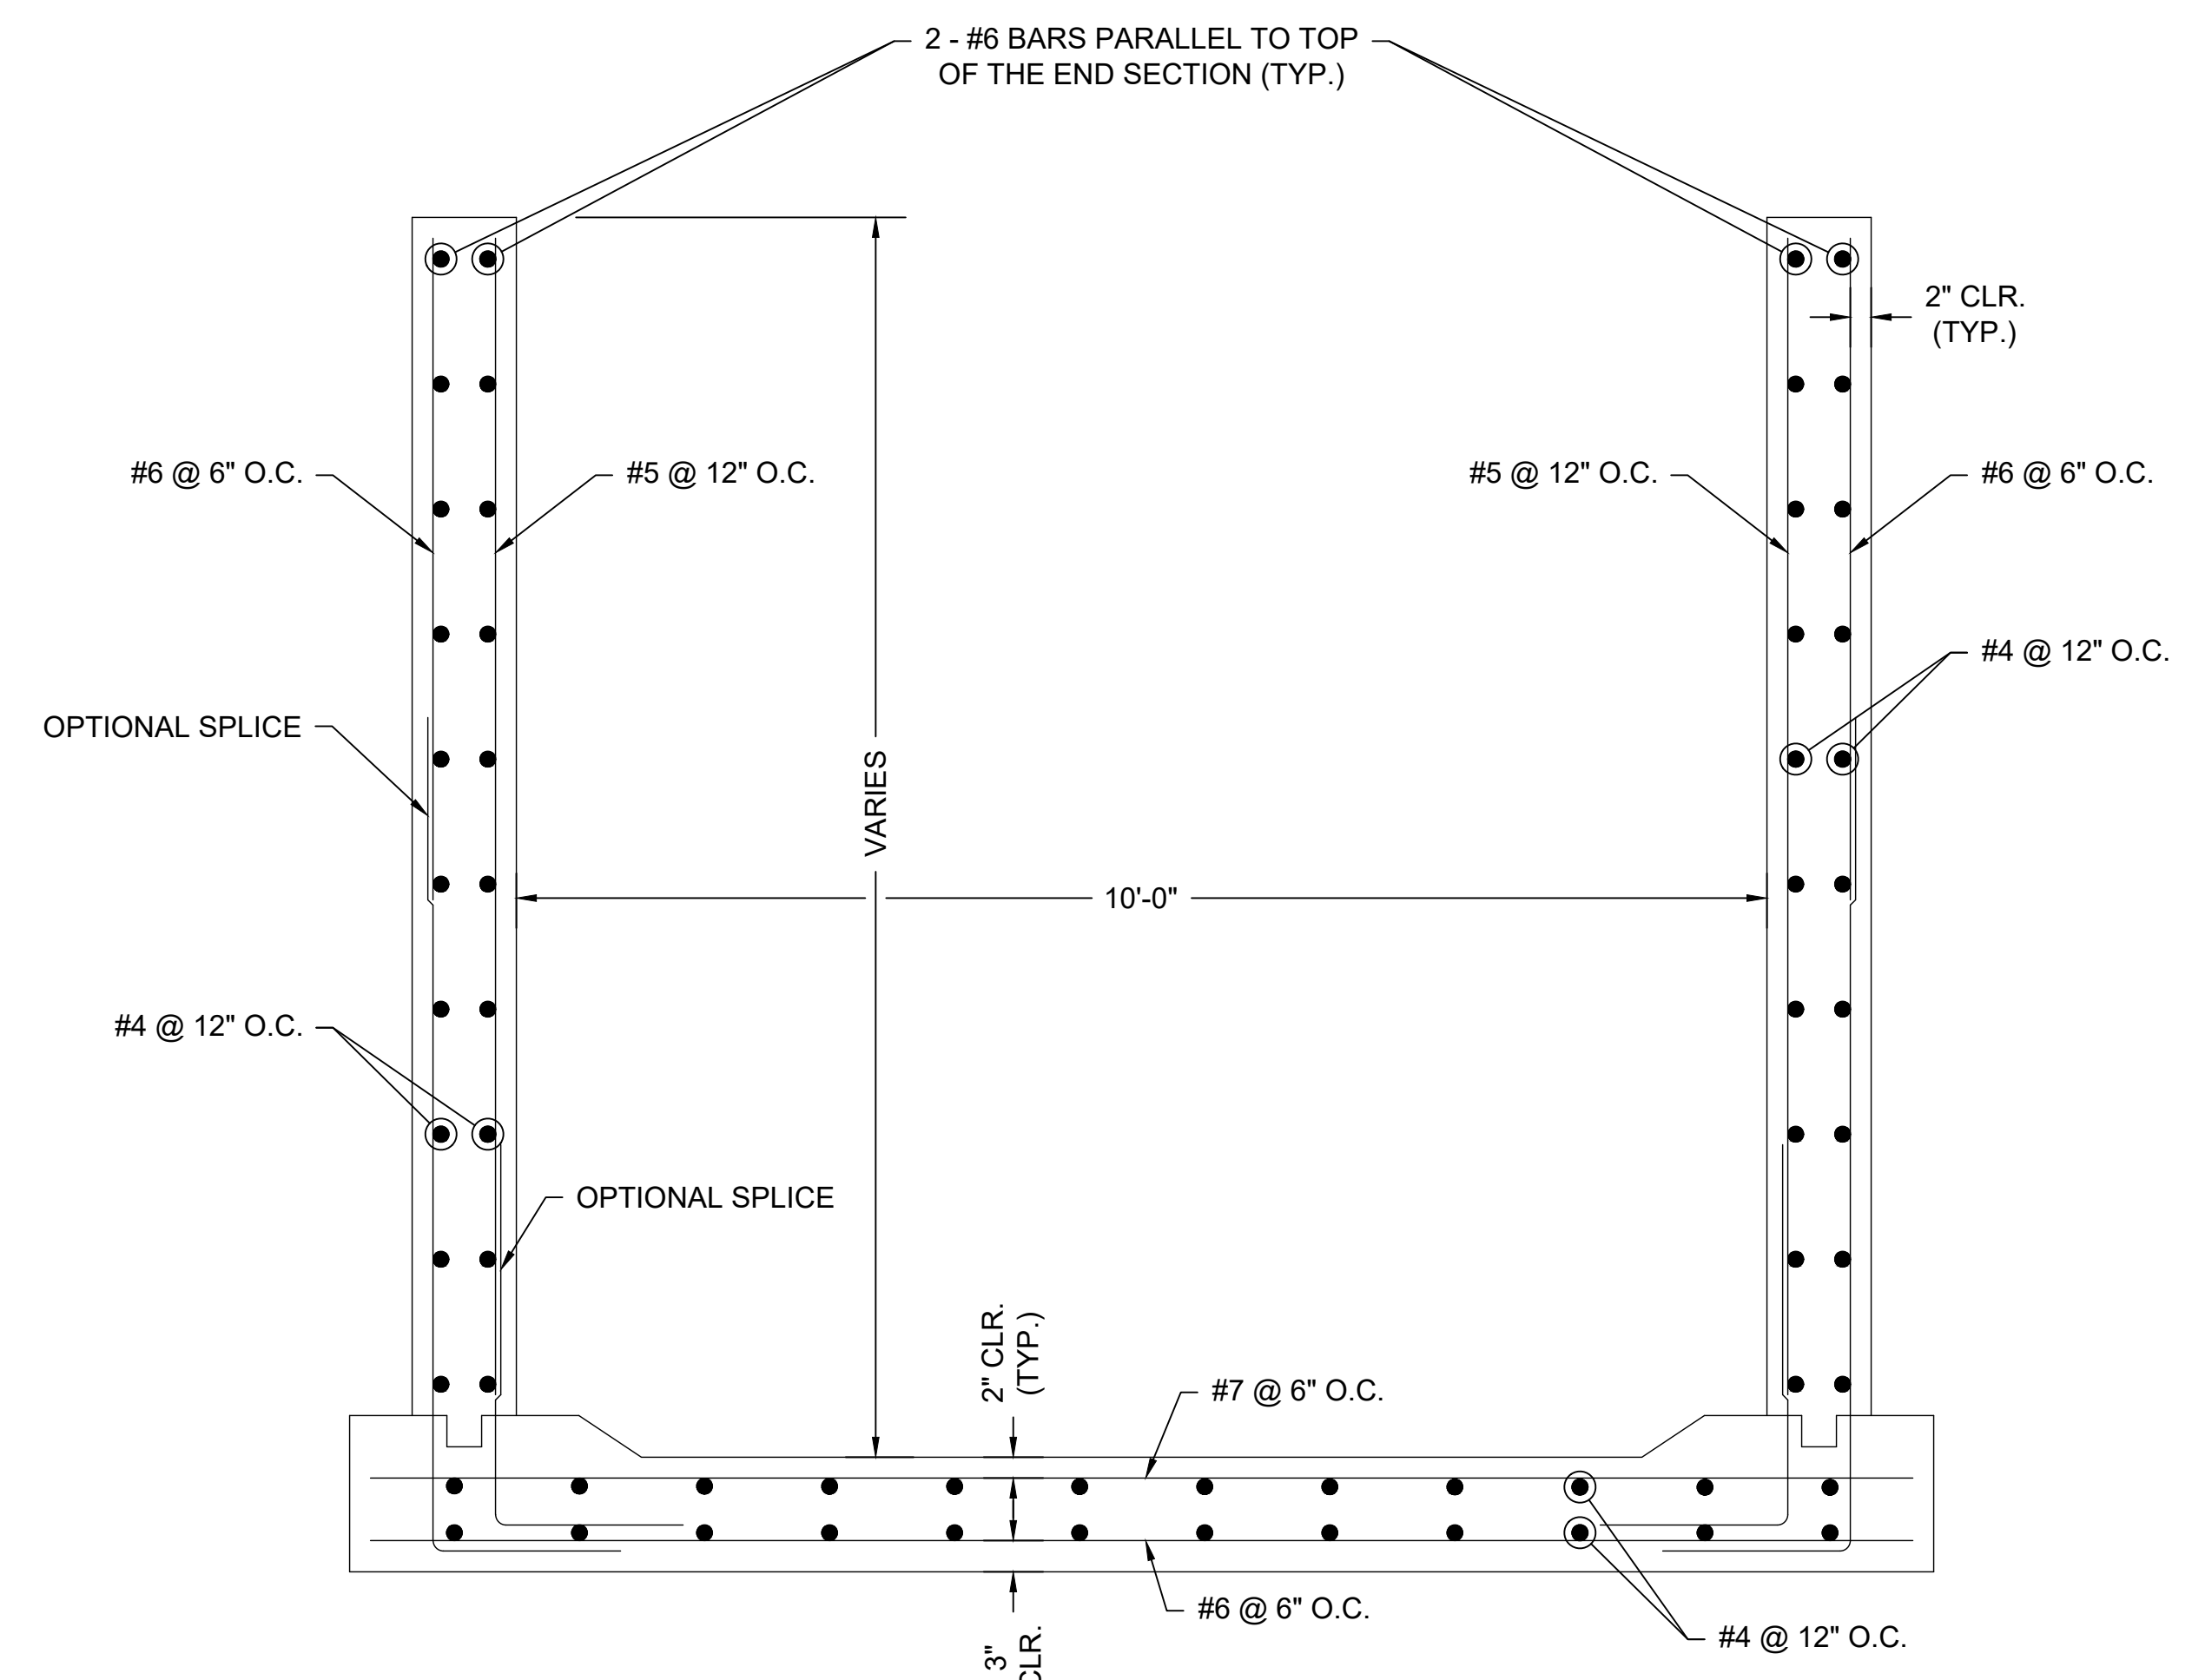 2 - #6 BARS PARALLEL TO TOP
OF THE END SECTION (TYP.)
2" CLR.
(TYP.)
#6 @ 6" O.C.
#5 @ 12" O.C.
#5 @ 12" O.C.
#6 @ 6" O.C.
#4 @ 12" O.C.
OPTIONAL SPLICE
VARIES
10'-0"
#4 @ 12" O.C.
OPTIONAL SPLICE
2" CLR.
(TYP.)
#7 @ 6" O.C.
#6 @ 6" O.C.
#4 @ 12" O.C.
3"
CLR.